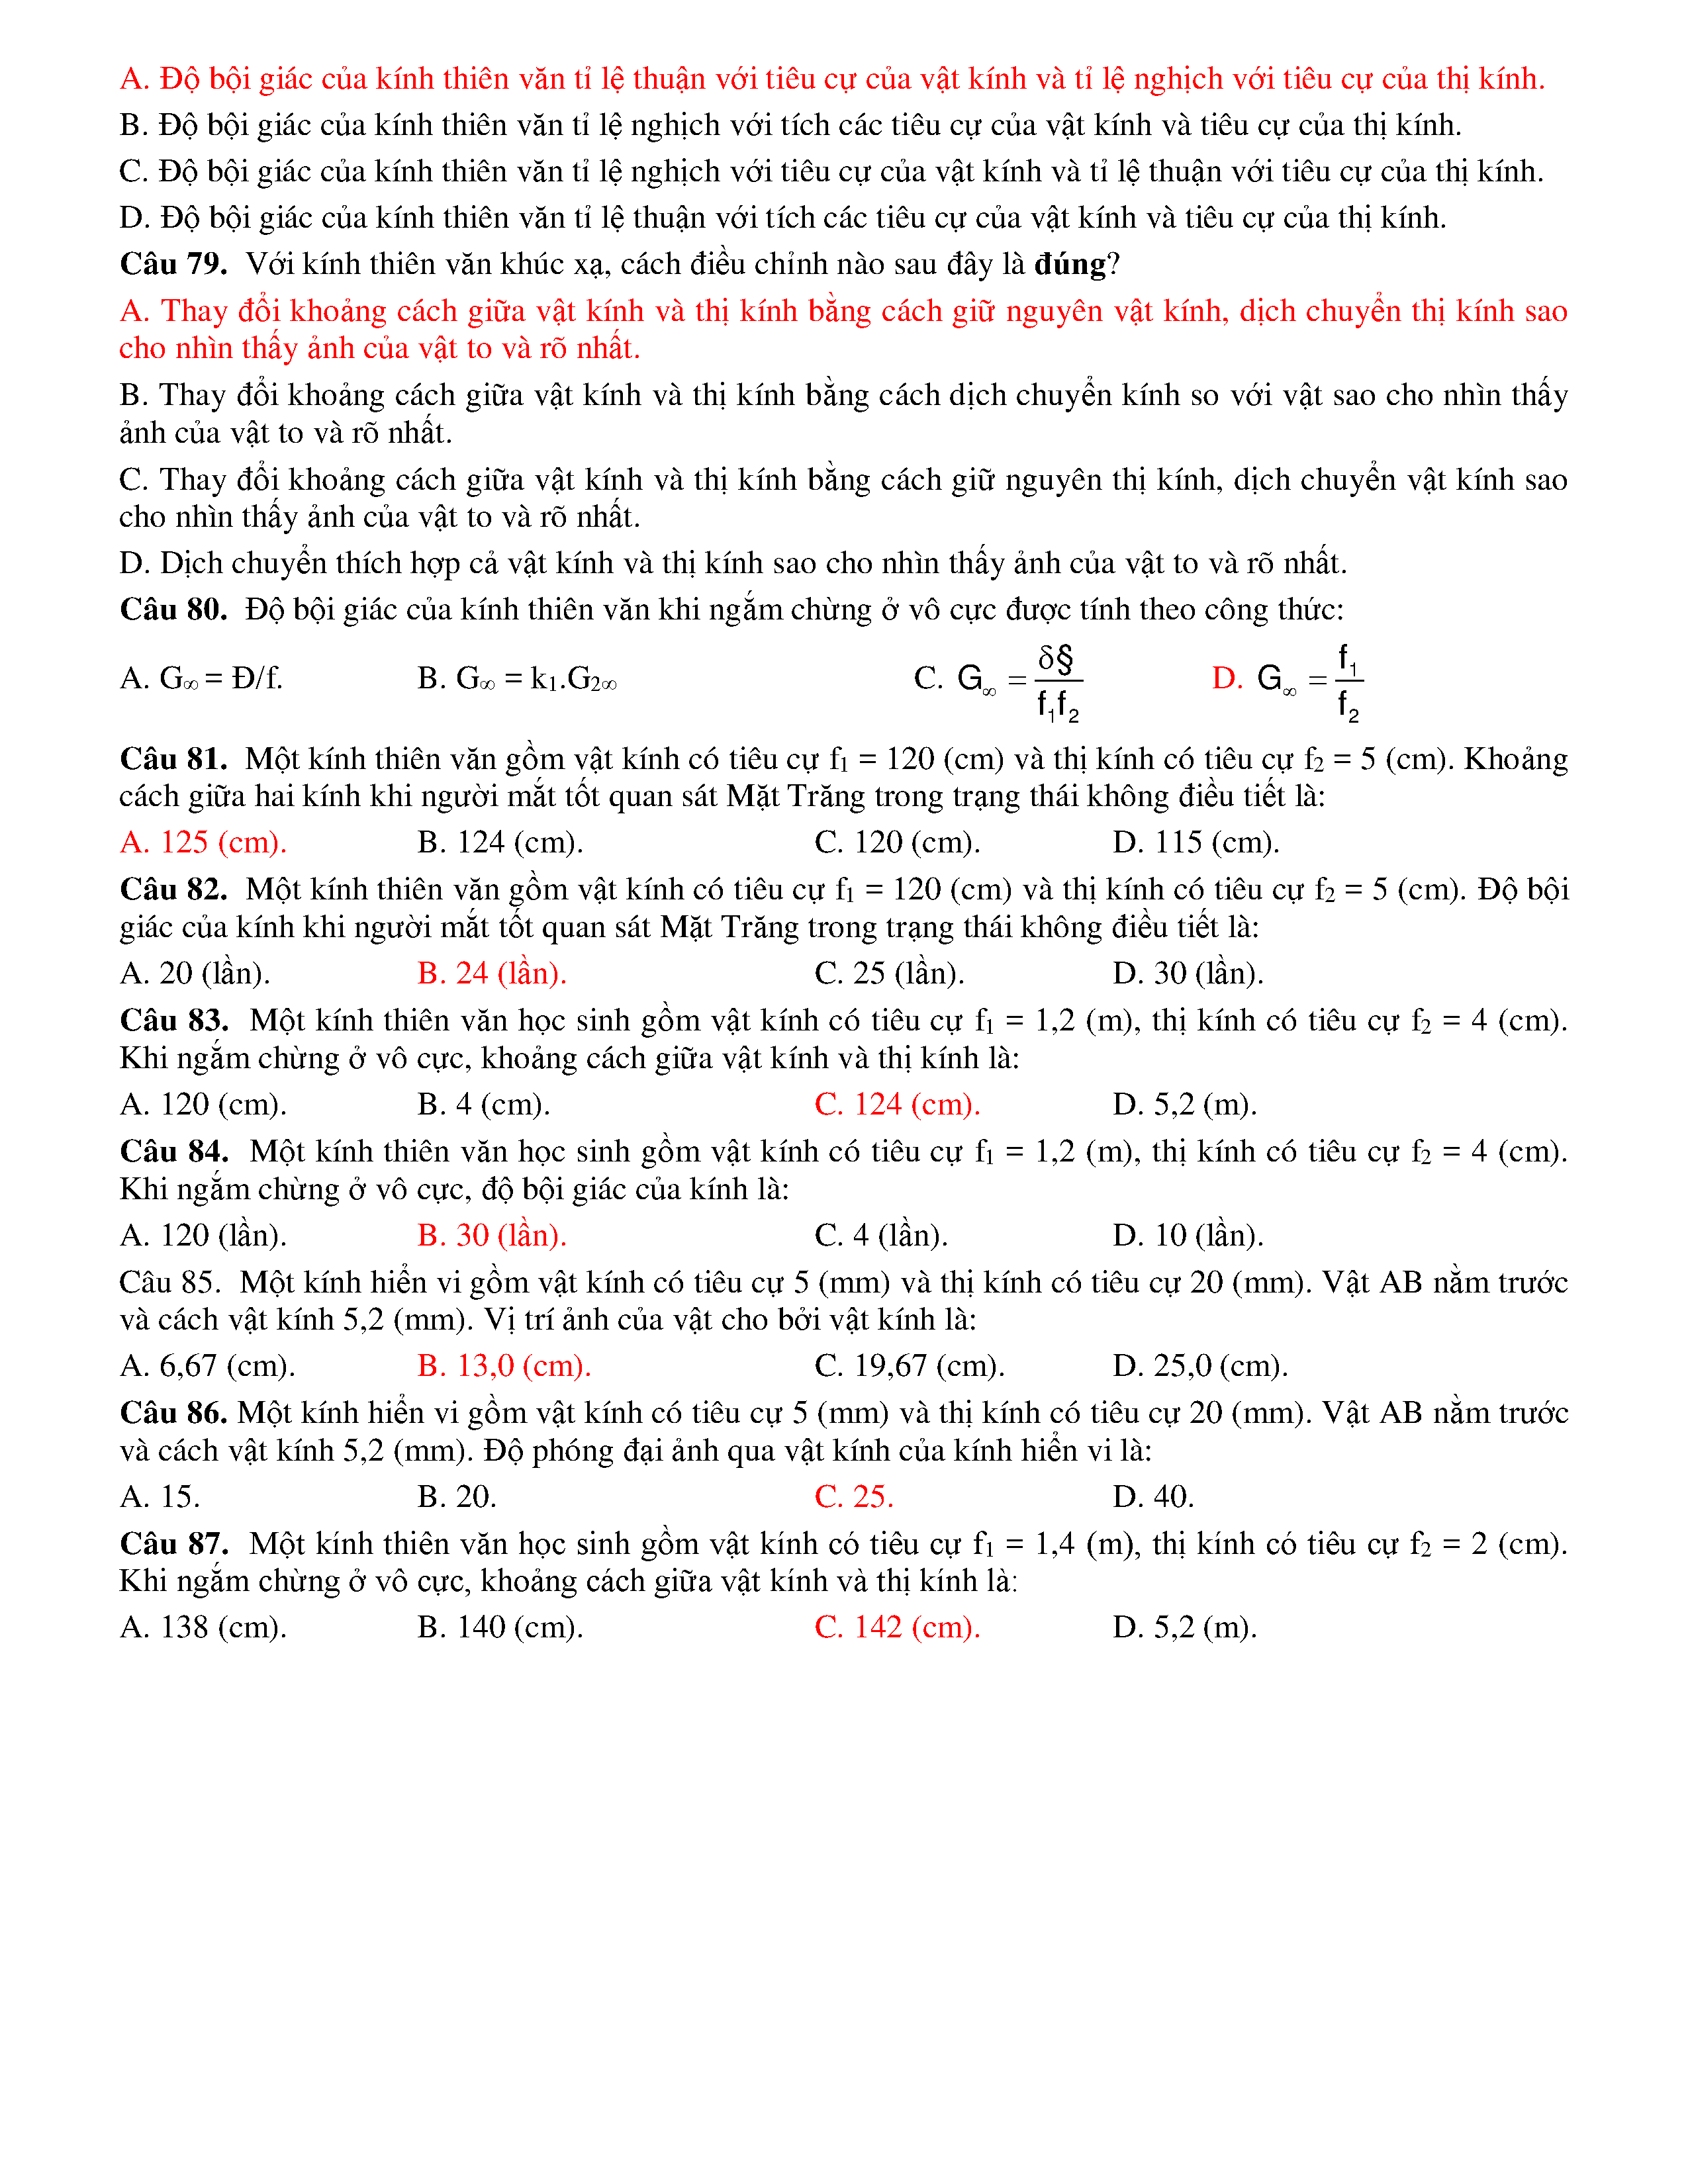 A. Độ bội giác của kính thiên văn tỉ lệ thuận với tiêu cự của vật kính và tỉ lệ nghịch với tiêu cự của thị kính.
B. Độ bội giác của kính thiên văn tỉ lệ nghịch với tích các tiêu cự của vật kính và tiêu cự của thị kính.
C. Độ bội giác của kính thiên văn tỉ lệ nghịch với tiêu cự của vật kính và tỉ lệ thuận với tiêu cự của thị kính.
D. Độ bội giác của kính thiên văn tỉ lệ thuận với tích các tiêu cự của vật kính và tiêu cự của thị kính.
Câu 79. Với kính thiên văn khúc xạ, cách điều chỉnh nào sau đây là đúng?
A. Thay đổi khoảng cách giữa vật kính và thị kính bằng cách giữ nguyên vật kính, dịch chuyển thị kính sao
cho nhìn thấy ảnh của vật to và rõ nhất.
B. Thay đổi khoảng cách giữa vật kính và thị kính bằng cách dịch chuyển kính so với vật sao cho nhìn thấy
ảnh của vật to và rõ nhất.
C. Thay đổi khoảng cách giữa vật kính và thị kính bằng cách giữ nguyên thị kính, dịch chuyển vật kính sao
cho nhìn thấy ảnh của vật to và rõ nhất.
D. Dịch chuyển thích hợp cả vật kính và thị kính sao cho nhìn thấy ảnh của vật to và rõ nhất.
Câu 80. Độ bội giác của kính thiên văn khi ngắm chừng ở vô cực được tính theo công thức:
A. G∞ = Đ/f. B. G∞ = k₁.G₂∞ C. G∞ = δ§/f₁f₂ D. G∞ = f₁/f₂
Câu 81. Một kính thiên văn gồm vật kính có tiêu cự f₁ = 120 (cm) và thị kính có tiêu cự f₂ = 5 (cm). Khoảng
cách giữa hai kính khi người mắt tốt quan sát Mặt Trăng trong trạng thái không điều tiết là:
A. 125 (cm). B. 124 (cm). C. 120 (cm). D. 115 (cm).
Câu 82. Một kính thiên văn gồm vật kính có tiêu cự f₁ = 120 (cm) và thị kính có tiêu cự f₂ = 5 (cm). Độ bội
giác của kính khi người mắt tốt quan sát Mặt Trăng trong trạng thái không điều tiết là:
A. 20 (lần). B. 24 (lần). C. 25 (lần). D. 30 (lần).
Câu 83. Một kính thiên văn học sinh gồm vật kính có tiêu cự f₁ = 1,2 (m), thị kính có tiêu cự f₂ = 4 (cm).
Khi ngắm chừng ở vô cực, khoảng cách giữa vật kính và thị kính là:
A. 120 (cm). B. 4 (cm). C. 124 (cm). D. 5,2 (m).
Câu 84. Một kính thiên văn học sinh gồm vật kính có tiêu cự f₁ = 1,2 (m), thị kính có tiêu cự f₂ = 4 (cm).
Khi ngắm chừng ở vô cực, độ bội giác của kính là:
A. 120 (lần). B. 30 (lần). C. 4 (lần). D. 10 (lần).
Câu 85. Một kính hiển vi gồm vật kính có tiêu cự 5 (mm) và thị kính có tiêu cự 20 (mm). Vật AB nằm trước
và cách vật kính 5,2 (mm). Vị trí ảnh của vật cho bởi vật kính là:
A. 6,67 (cm). B. 13,0 (cm). C. 19,67 (cm). D. 25,0 (cm).
Câu 86. Một kính hiển vi gồm vật kính có tiêu cự 5 (mm) và thị kính có tiêu cự 20 (mm). Vật AB nằm trước
và cách vật kính 5,2 (mm). Độ phóng đại ảnh qua vật kính của kính hiển vi là:
A. 15. B. 20. C. 25. D. 40.
Câu 87. Một kính thiên văn học sinh gồm vật kính có tiêu cự f₁ = 1,4 (m), thị kính có tiêu cự f₂ = 2 (cm).
Khi ngắm chừng ở vô cực, khoảng cách giữa vật kính và thị kính là:
A. 138 (cm). B. 140 (cm). C. 142 (cm). D. 5,2 (m).